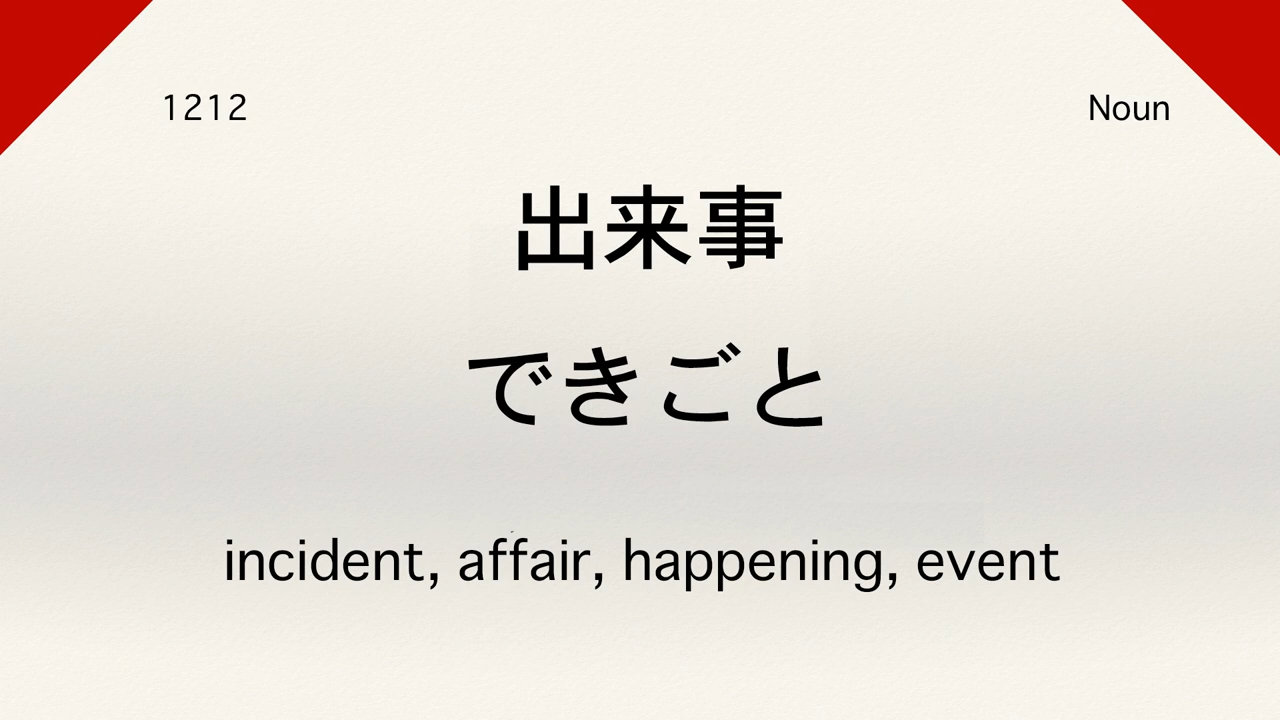 1212
Noun
出来事
できごと
incident, affair, happening, event